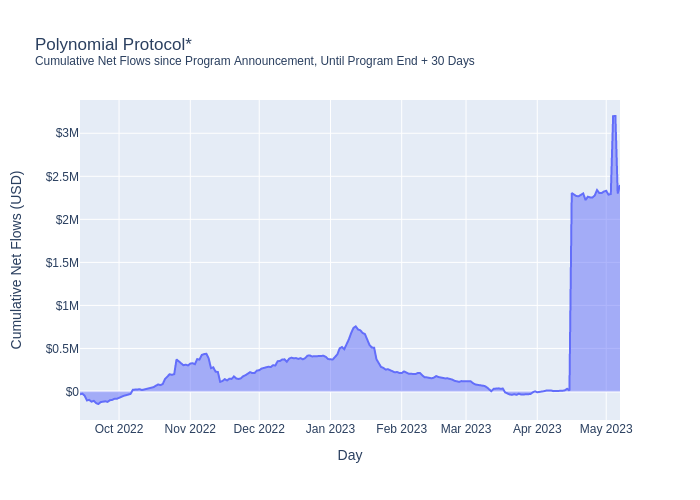 Polynomial Protocol*
Cumulative Net Flows since Program Announcement, Until Program End + 30 Days
Cumulative Net Flows (USD)
$3M
$2.5M
$2M
$1.5M
$1M
$0.5M
$0
Oct 2022 Nov 2022 Dec 2022 Jan 2023 Feb 2023 Mar 2023 Apr 2023 May 2023
Day